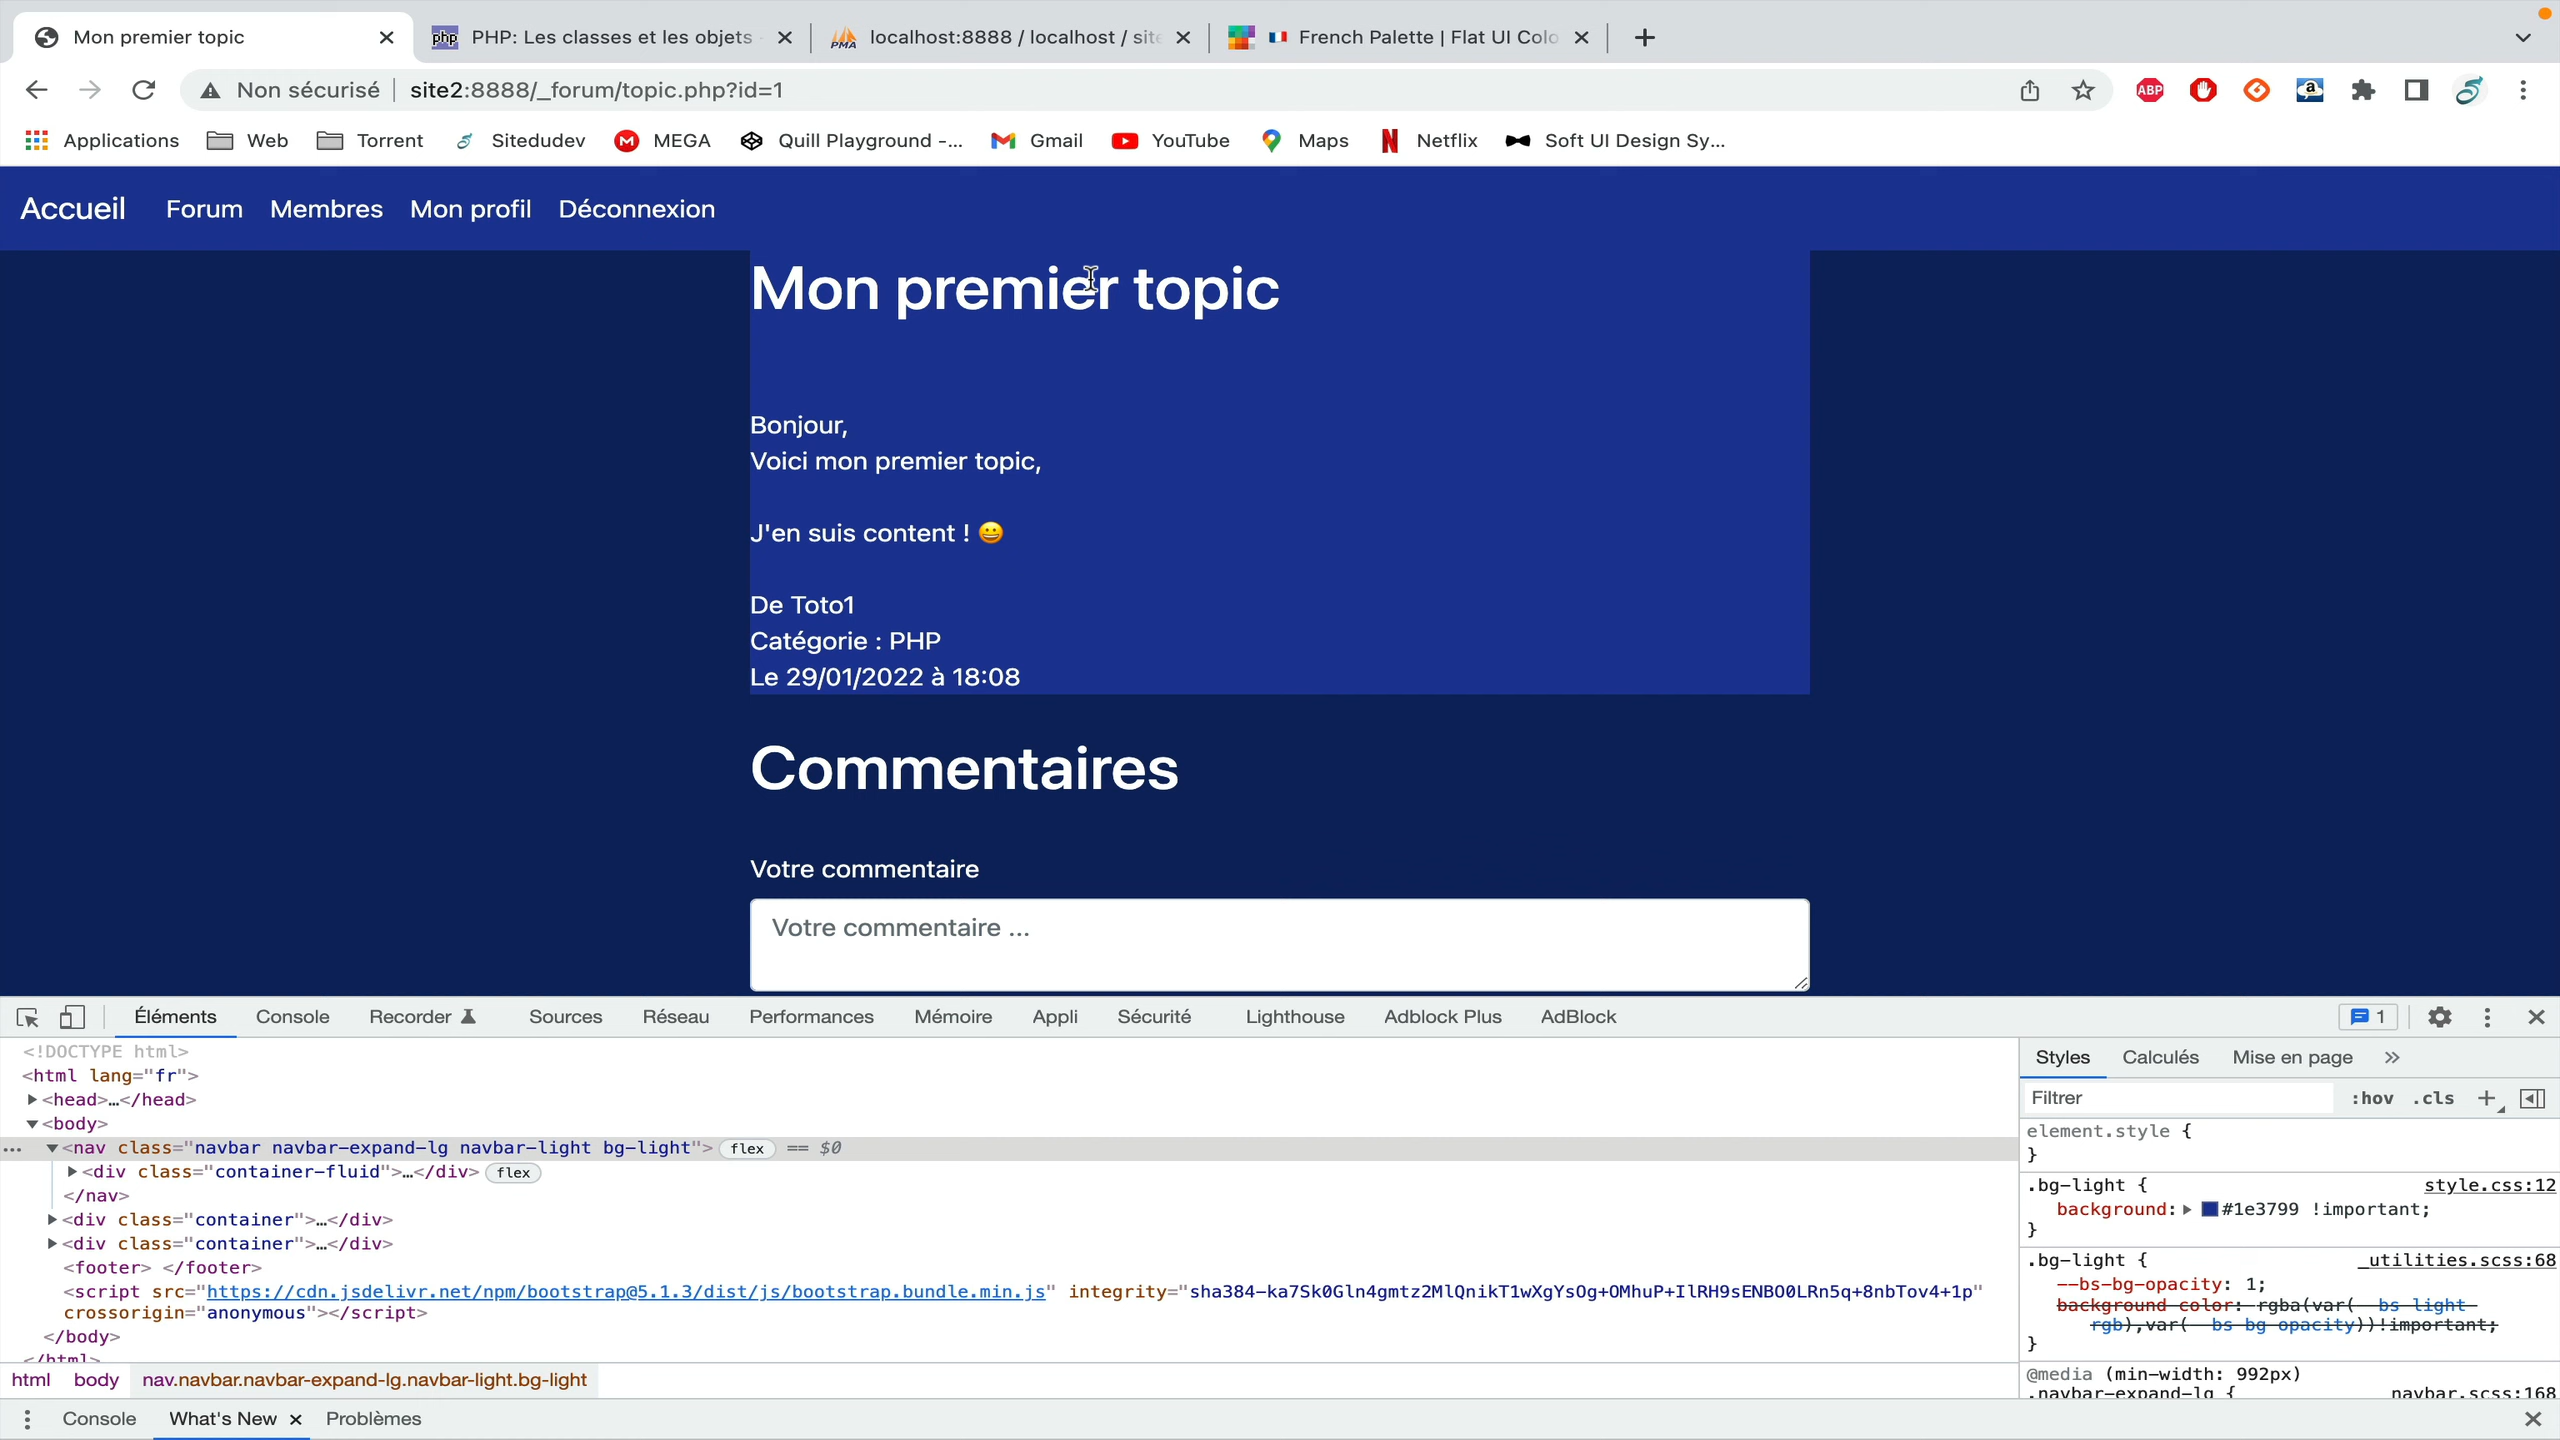 Mon premier topic
PHP: Les classes et les objets
localhost:8888 / localhost / site
French Palette | Flat UI Colo
Non sécurisé
site2:8888/_forum/topic.php?id=1
ABP
Applications
Web
Torrent
Sitedudev
MEGA
Quill Playground -...
Gmail
YouTube
Maps
Netflix
Soft UI Design Sy...
Accueil
Forum
Membres
Mon profil
Déconnexion
Mon premier topic
Bonjour,
Voici mon premier topic,
J'en suis content ! 😀
De Toto1
Catégorie : PHP
Le 29/01/2022 à 18:08
Commentaires
Votre commentaire
Votre commentaire ...
Éléments
Console
Recorder
Sources
Réseau
Performances
Mémoire
Appli
Sécurité
Lighthouse
Adblock Plus
AdBlock
1
<!DOCTYPE html>
<html lang="fr">
<head>…</head>
<body>
<nav class="navbar navbar-expand-lg navbar-light bg-light"> flex == $0
<div class="container-fluid">…</div> flex
</nav>
<div class="container">…</div>
<div class="container">…</div>
<footer> </footer>
<script src="https://cdn.jsdelivr.net/npm/bootstrap@5.1.3/dist/js/bootstrap.bundle.min.js" integrity="sha384-ka7Sk0Gln4gmtz2MlQnikT1wXgYsOg+OMhuP+IlRH9sENBO0LRn5q+8nbTov4+1p"
crossorigin="anonymous"></script>
</body>
</html>
html body nav.navbar.navbar-expand-lg.navbar-light.bg-light
Styles
Calculés
Mise en page
Filtrer
:hov .cls
element.style {
}
.bg-light {
style.css:12
background: #1e3799 !important;
}
.bg-light {
_utilities.scss:68
--bs-bg-opacity: 1;
background-color: rgba(var(--bs-light-
rgb),var(--bs-bg-opacity))!important;
}
@media (min-width: 992px)
.navbar-expand-lg {
navbar.scss:168
Console
What's New
Problèmes